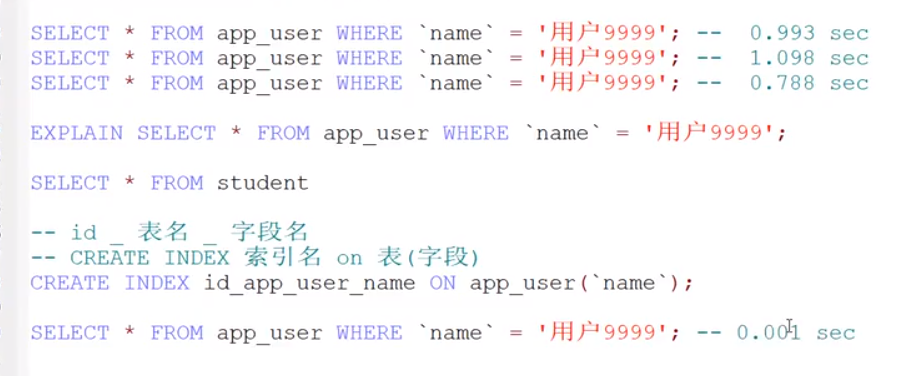 SELECT * FROM app_user WHERE `name` = '用户9999'; --  0.993 sec
SELECT * FROM app_user WHERE `name` = '用户9999'; --  1.098 sec
SELECT * FROM app_user WHERE `name` = '用户9999'; --  0.788 sec
EXPLAIN SELECT * FROM app_user WHERE `name` = '用户9999';
SELECT * FROM student
-- id _ 表名 _ 字段名
-- CREATE INDEX 索引名 on 表(字段)
CREATE INDEX id_app_user_name ON app_user(`name`);
SELECT * FROM app_user WHERE `name` = '用户9999'; -- 0.001 sec